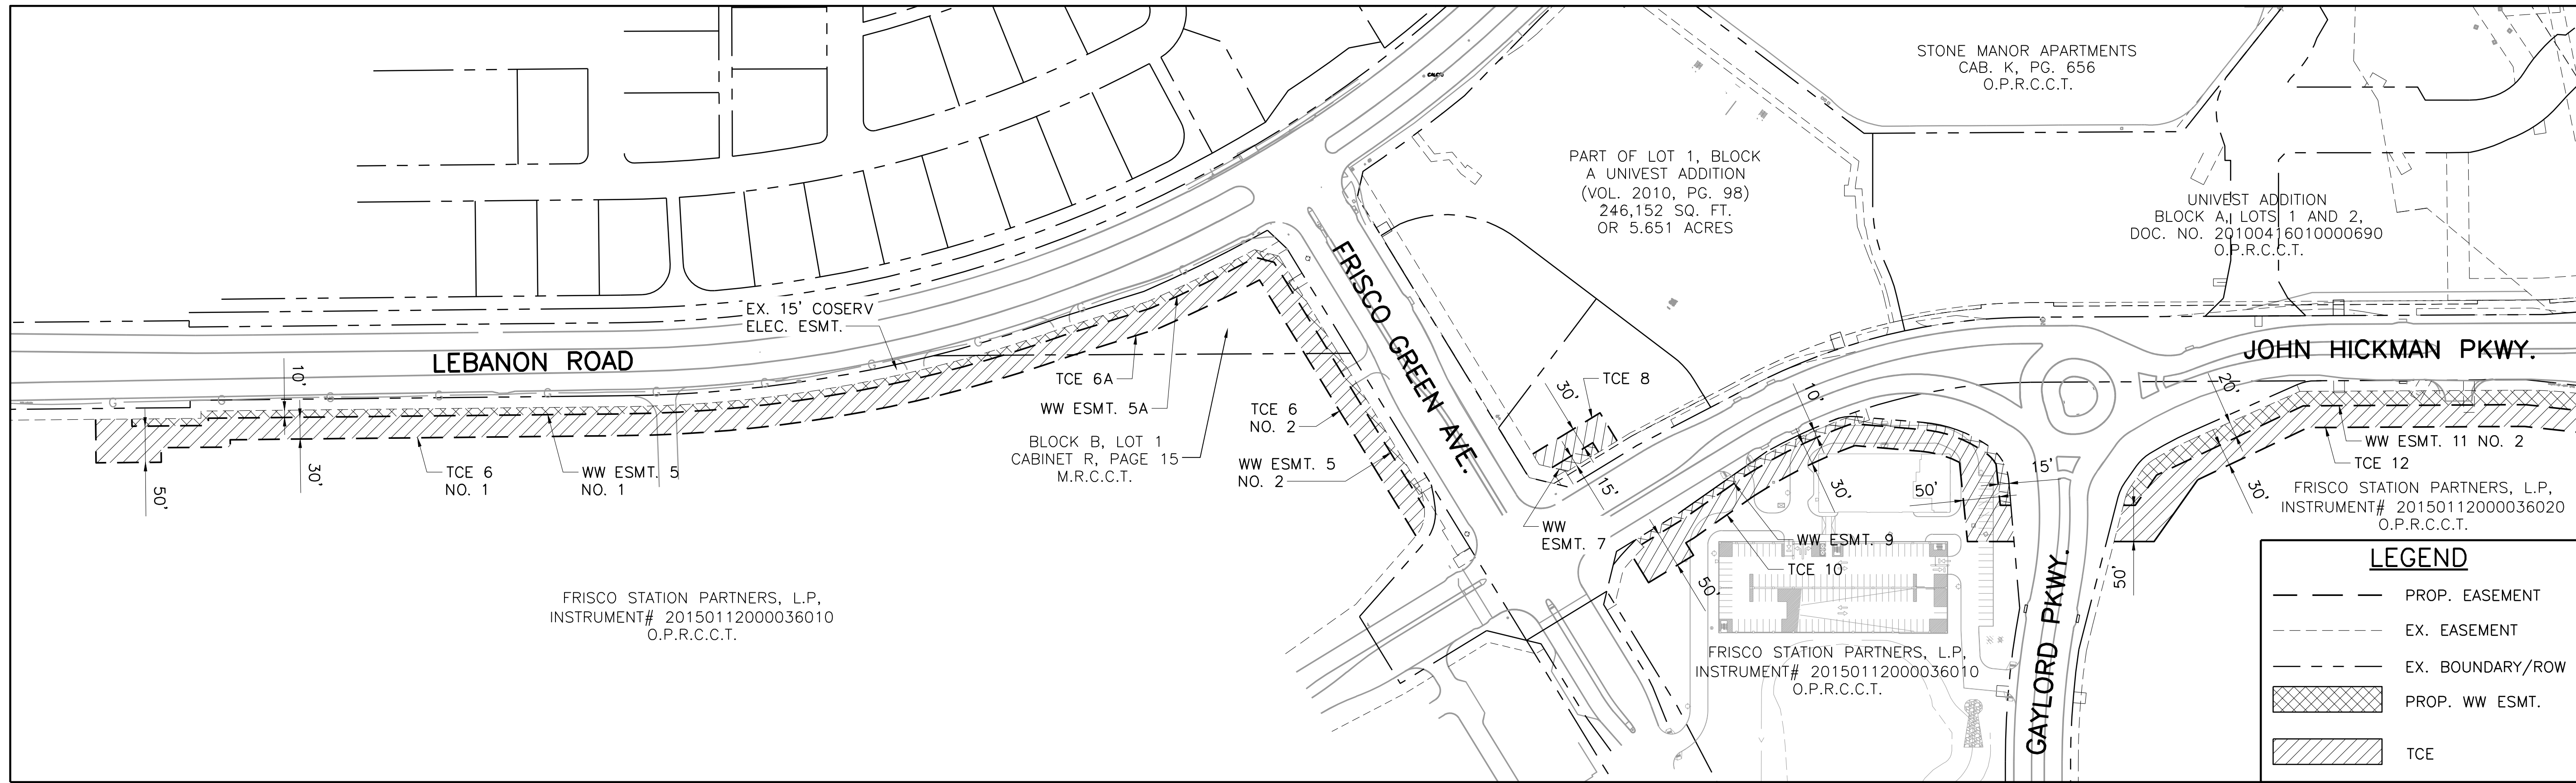 STONE MANOR APARTMENTS
CAB. K, PG. 656
O.P.R.C.C.T.
PART OF LOT 1, BLOCK
A UNIVEST ADDITION
(VOL. 2010, PG. 98)
246,152 SQ. FT.
OR 5.651 ACRES
UNIVEST ADDITION
BLOCK A, LOTS 1 AND 2,
DOC. NO. 20100416010000690
O.P.R.C.C.T.
EX. 15' COSERV
ELEC. ESMT.
LEBANON ROAD
FRISCO GREEN AVE.
JOHN HICKMAN PKWY.
GAYLORD PKWY.
10'
30'
50'
TCE 6
NO. 1
WW ESMT. 5
NO. 1
TCE 6A
WW ESMT. 5A
BLOCK B, LOT 1
CABINET R, PAGE 15
M.R.C.C.T.
TCE 6
NO. 2
WW ESMT. 5
NO. 2
TCE 8
30'
15'
WW
ESMT. 7
10'
30'
50'
WW ESMT. 9
TCE 10
50'
15'
20'
30'
50'
WW ESMT. 11 NO. 2
TCE 12
FRISCO STATION PARTNERS, L.P,
INSTRUMENT# 20150112000036020
O.P.R.C.C.T.
FRISCO STATION PARTNERS, L.P,
INSTRUMENT# 20150112000036010
O.P.R.C.C.T.
FRISCO STATION PARTNERS, L.P,
INSTRUMENT# 20150112000036010
O.P.R.C.C.T.
G G G G G G G G G G G
LEGEND
PROP. EASEMENT
EX. EASEMENT
EX. BOUNDARY/ROW
PROP. WW ESMT.
TCE